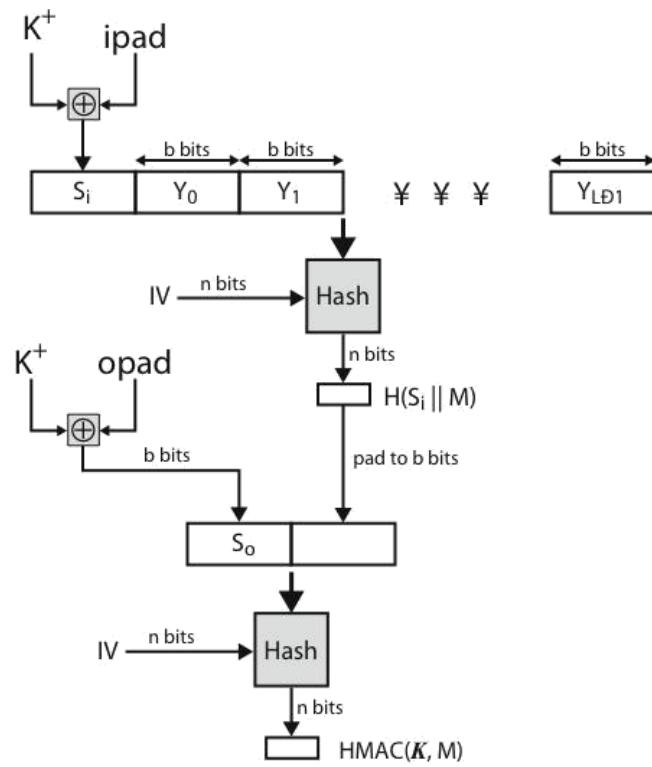 K⁺ ipad
b bits b bits b bits
Sᵢ Y₀ Y₁ ¥ ¥ ¥ Y_LÐ1
IV n bits Hash
n bits
K⁺ opad H(Sᵢ || M)
b bits pad to b bits
Sₒ
IV n bits Hash
n bits
HMAC(K, M)